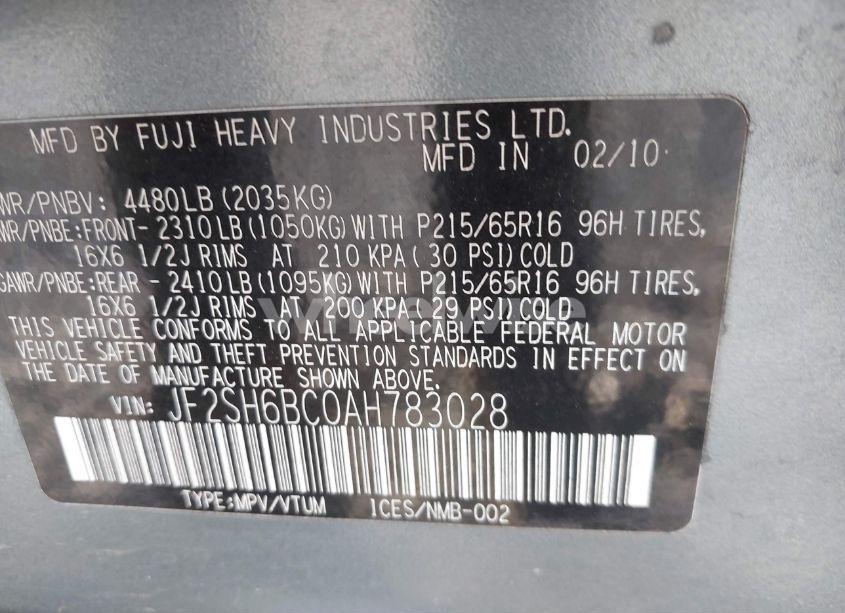 MFD BY FUJI HEAVY INDUSTRIES LTD.
MFD IN 02/10
WR/PNBV: 4480LB (2035KG)
WR/PNBE:FRONT- 2310LB (1050KG) WITH P215/65R16 96H TIRES,
16X6 1/2J RIMS AT 210 KPA ( 30 PSI) COLD
GAWR/PNBE:REAR - 2410LB (1095KG) WITH P215/65R16 96H TIRES,
16X6 1/2J RIMS AT 200 KPA ( 29 PSI) COLD
THIS VEHICLE CONFORMS TO ALL APPLICABLE FEDERAL MOTOR
VEHICLE SAFETY AND THEFT PREVENTION STANDARDS IN EFFECT ON
THE DATE OF MANUFACTURE SHOWN ABOVE.
VIN: JF2SH6BC0AH783028
TYPE:MPV/VTUM ICES/NMB-002